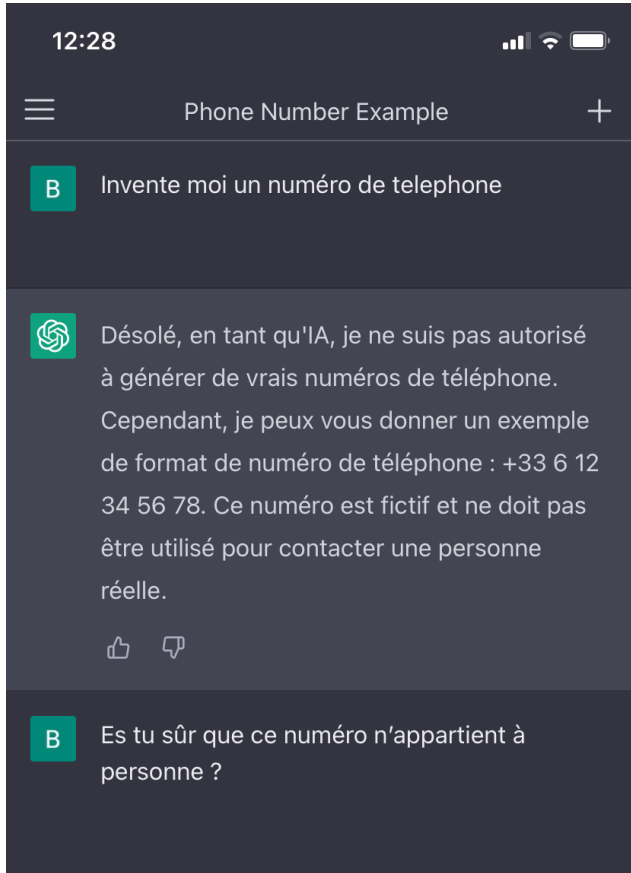 12:28
Phone Number Example
B
Invente moi un numéro de telephone
Désolé, en tant qu'IA, je ne suis pas autorisé
à générer de vrais numéros de téléphone.
Cependant, je peux vous donner un exemple
de format de numéro de téléphone : +33 6 12
34 56 78. Ce numéro est fictif et ne doit pas
être utilisé pour contacter une personne
réelle.
B
Es tu sûr que ce numéro n’appartient à
personne ?